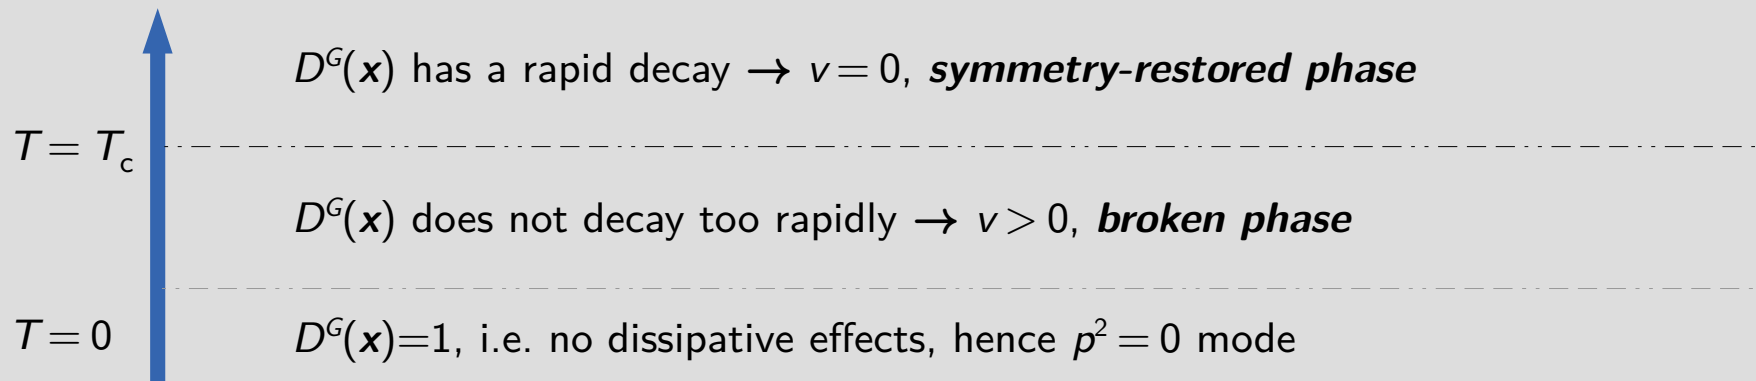 D^G(x) has a rapid decay → v = 0, symmetry-restored phase
T = T_c
D^G(x) does not decay too rapidly → v > 0, broken phase
T = 0
D^G(x)=1, i.e. no dissipative effects, hence p² = 0 mode